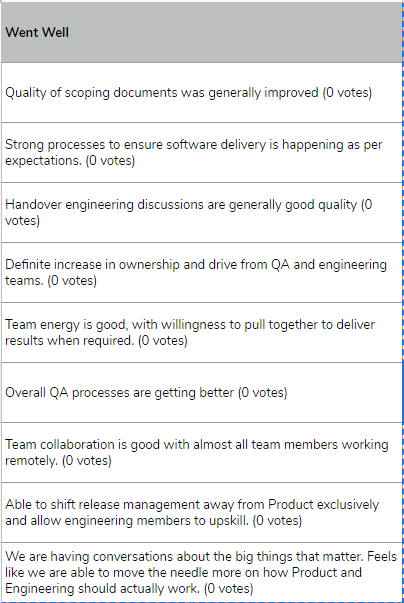 Went Well
Quality of scoping documents was generally improved (0 votes)
Strong processes to ensure software delivery is happening as per
expectations. (0 votes)
Handover engineering discussions are generally good quality (0
votes)
Definite increase in ownership and drive from QA and engineering
teams. (0 votes)
Team energy is good, with willingness to pull together to deliver
results when required. (0 votes)
Overall QA processes are getting better (0 votes)
Team collaboration is good with almost all team members working
remotely. (0 votes)
Able to shift release management away from Product exclusively
and allow engineering members to upskill. (0 votes)
We are having conversations about the big things that matter. Feels
like we are able to move the needle more on how Product and
Engineering should actually work. (0 votes)